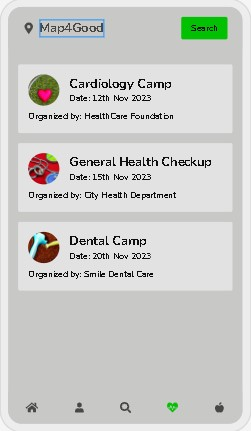 Map4Good
Search
Cardiology Camp
Date: 12th Nov 2023
Organized by: HealthCare Foundation
General Health Checkup
Date: 15th Nov 2023
Organized by: City Health Department
Dental Camp
Date: 20th Nov 2023
Organized by: Smile Dental Care